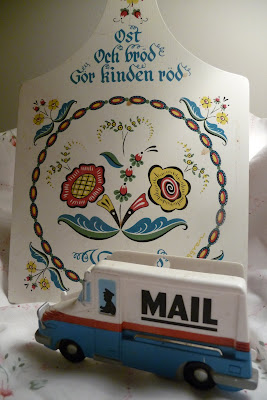 Ost
Och brod
Gör kinden rod
MAIL